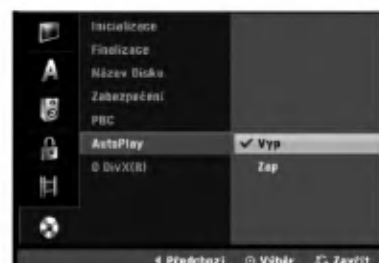 Inicializace
Finalizace
Název Disku
Zabezpečení
PBC
AutoPlay
✓ Vyp
O DivX(R)
Zap
Předchozí Výběr Zavřít